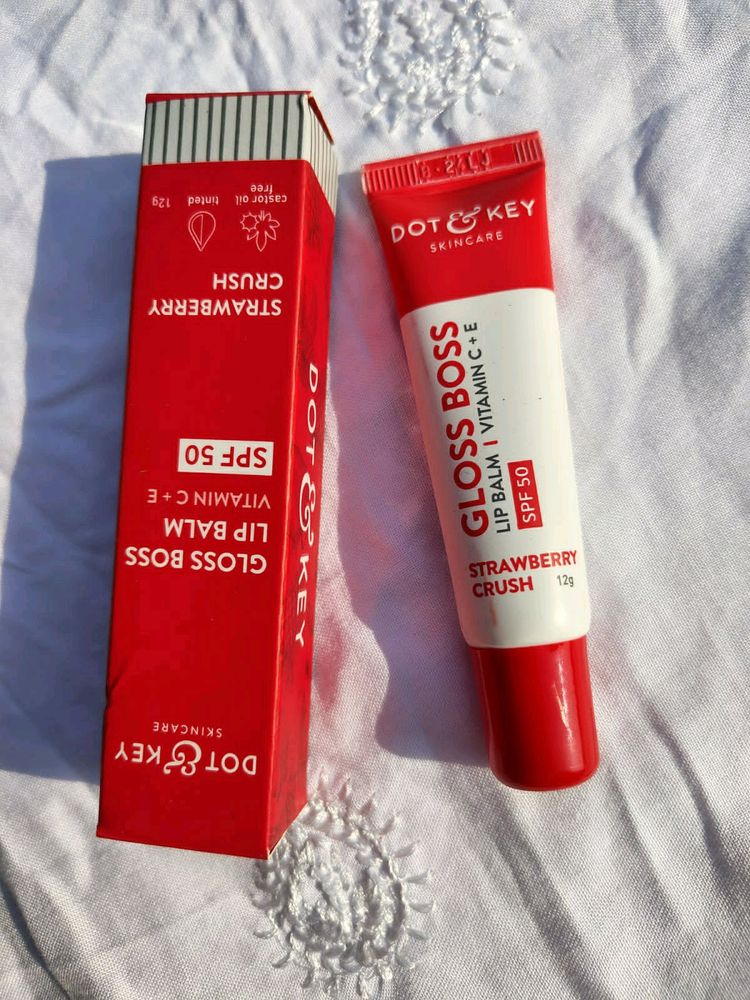 DOT & KEY
SKINCARE
GLOSS BOSS
LIP BALM
VITAMIN C + E
SPF 50
STRAWBERRY
CRUSH
castor oil
free
tinted
12g
DOT & KEY
DOT & KEY
SKINCARE
GLOSS BOSS
LIP BALM | VITAMIN C + E
SPF 50
STRAWBERRY
CRUSH
12g